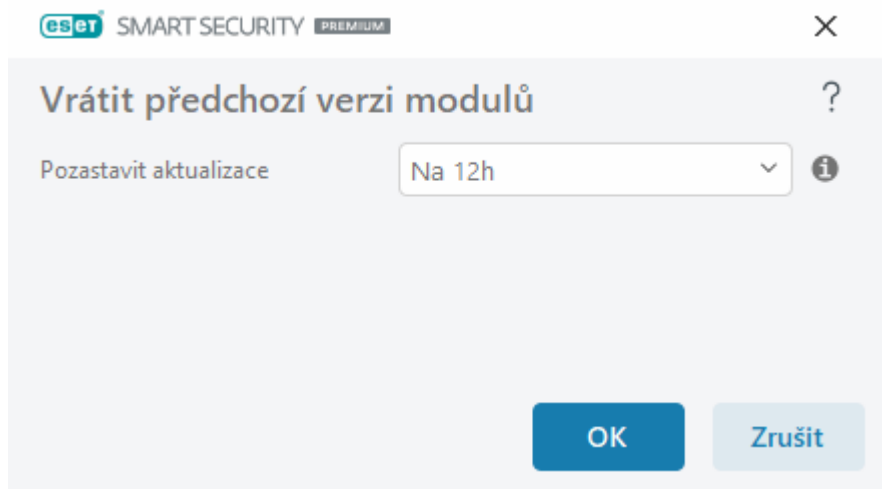 eset SMART SECURITY PREMIUM
Vrátit předchozí verzi modulů ?
Pozastavit aktualizace Na 12h
OK Zrušit